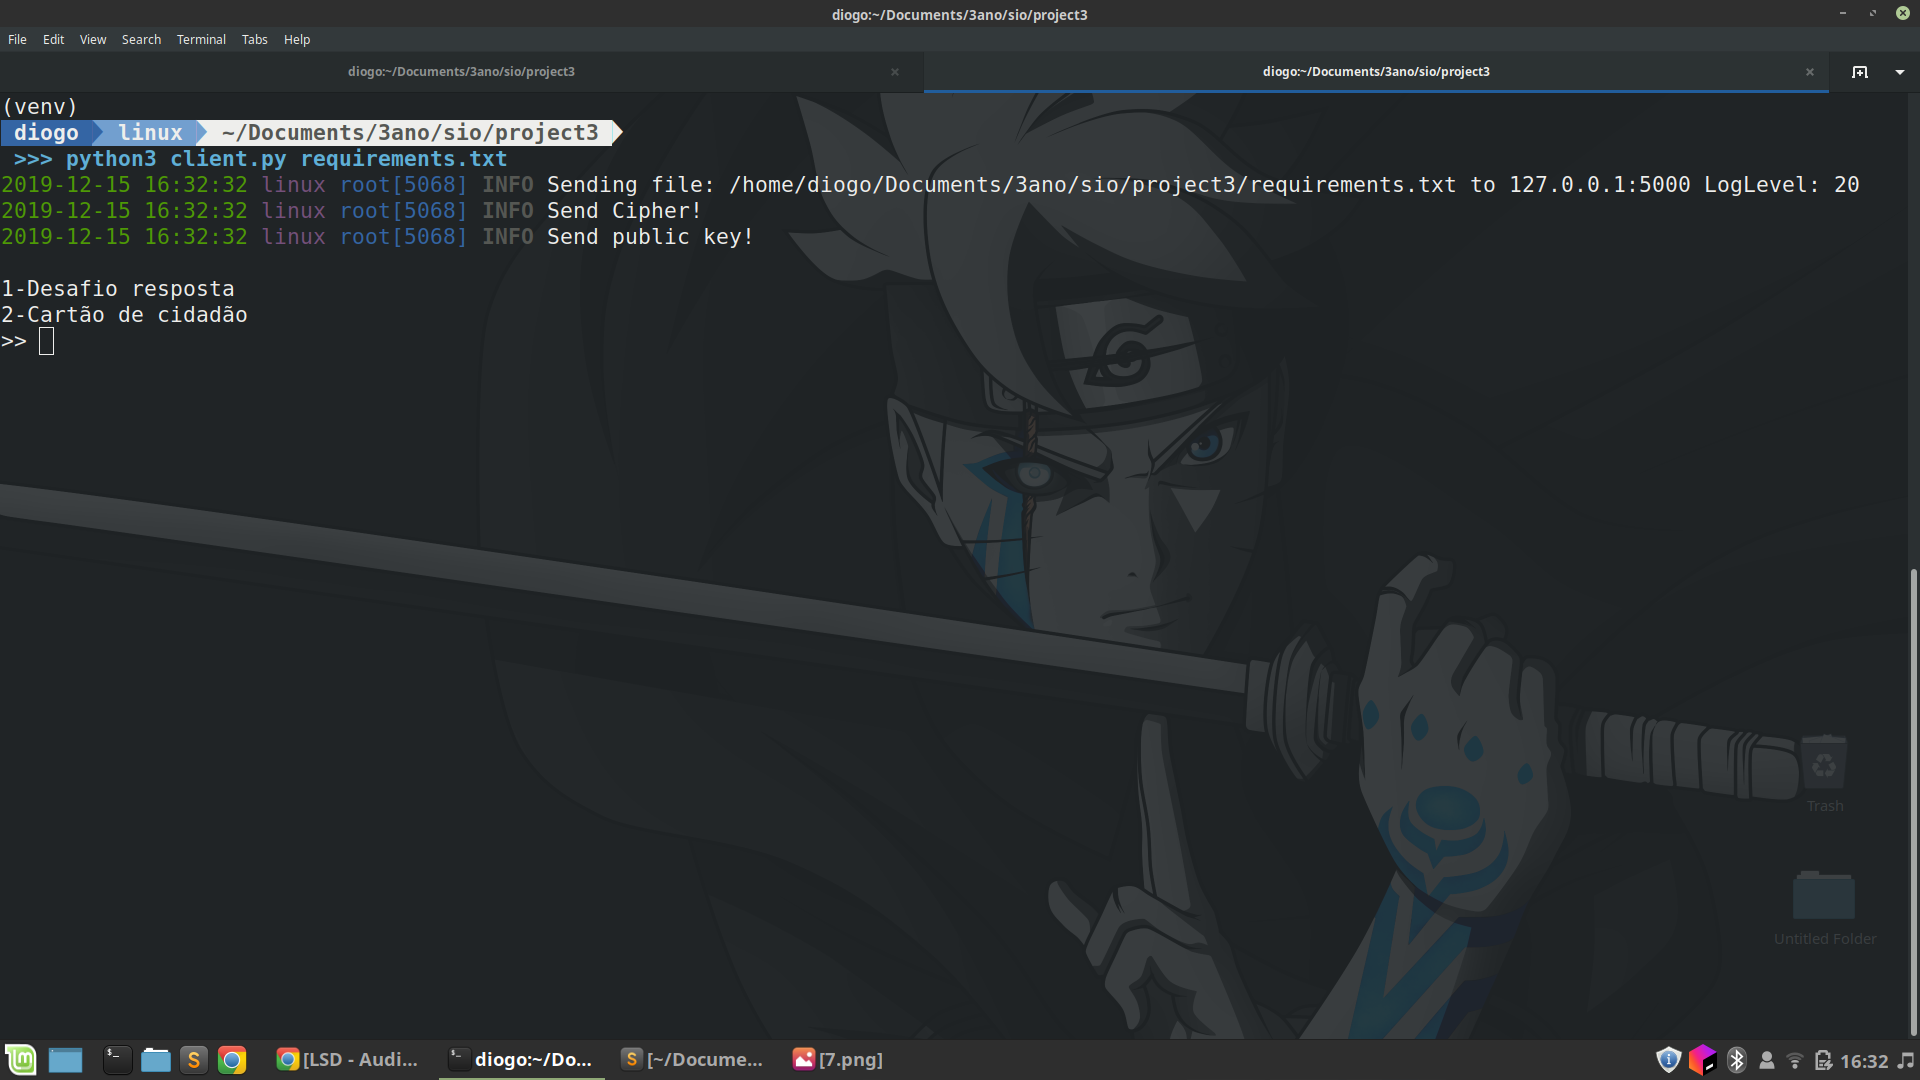 diogo:~/Documents/3ano/sio/project3
File Edit View Search Terminal Tabs Help
diogo:~/Documents/3ano/sio/project3
diogo:~/Documents/3ano/sio/project3
(venv)
diogo linux ~/Documents/3ano/sio/project3
>>> python3 client.py requirements.txt
2019-12-15 16:32:32 linux root[5068] INFO Sending file: /home/diogo/Documents/3ano/sio/project3/requirements.txt to 127.0.0.1:5000 LogLevel: 20
2019-12-15 16:32:32 linux root[5068] INFO Send Cipher!
2019-12-15 16:32:32 linux root[5068] INFO Send public key!
1-Desafio resposta
2-Cartão de cidadão
>>
Trash
Untitled Folder
[LSD - Audi... diogo:~/Do... [~/Docume... [7.png] 16:32